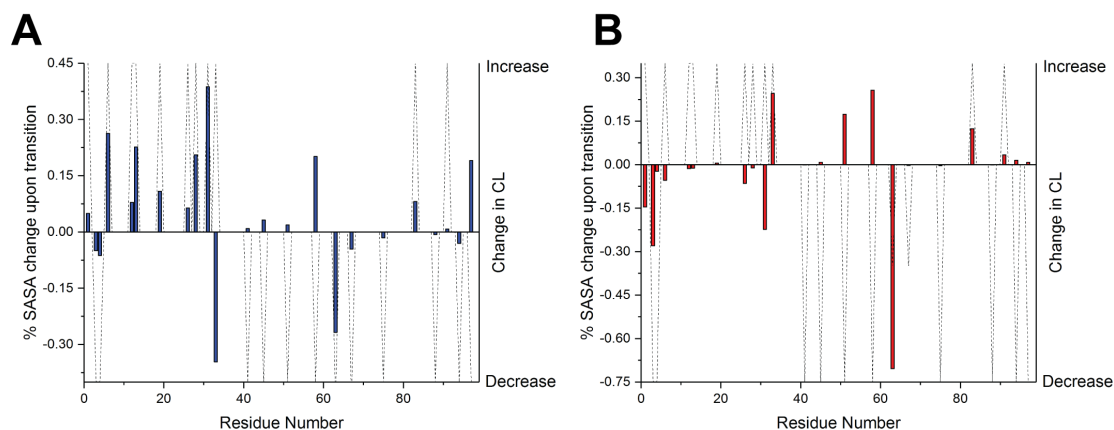 A
% SASA change upon transition
0.45
0.30
0.15
0.00
-0.15
-0.30
0
20
40
60
80
Residue Number
Increase
Change in CL
Decrease
B
% SASA change upon transition
0.30
0.15
0.00
-0.15
-0.30
-0.45
-0.60
-0.75
0
20
40
60
80
Residue Number
Increase
Change in CL
Decrease